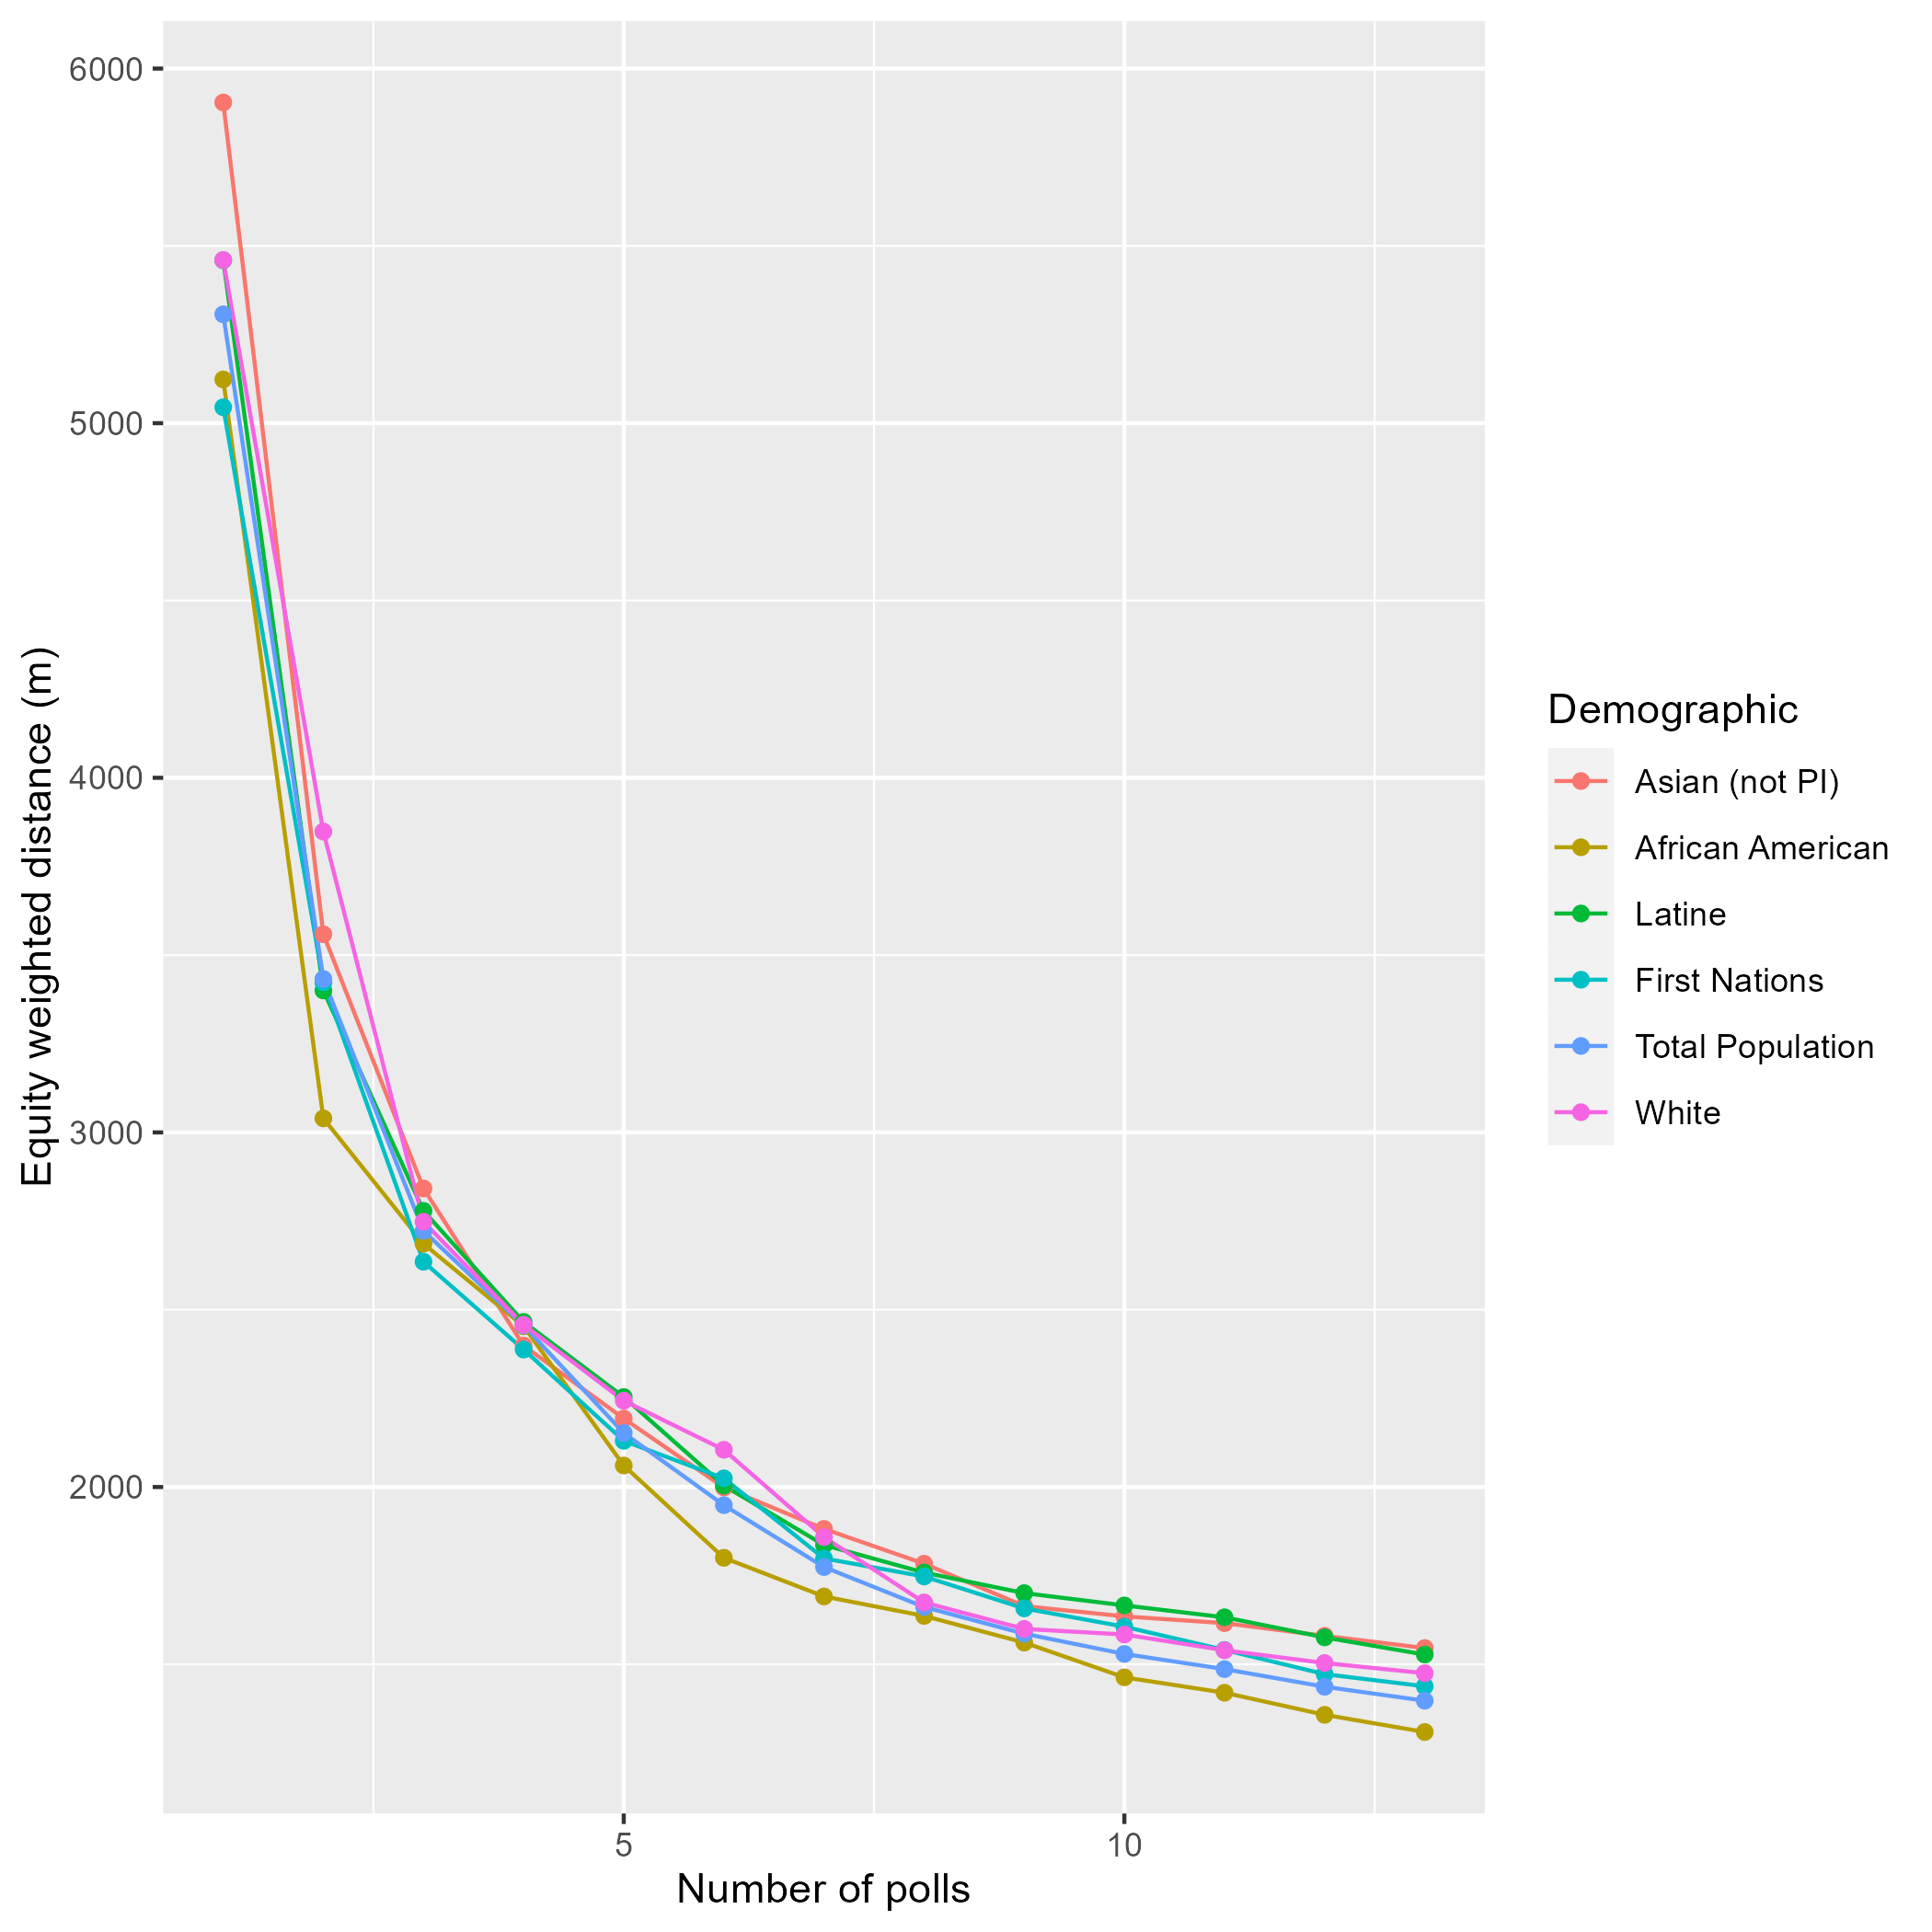 6000
5000
4000
3000
2000
Equity weighted distance (m)
5
10
Number of polls
Demographic
Asian (not PI)
African American
Latine
First Nations
Total Population
White